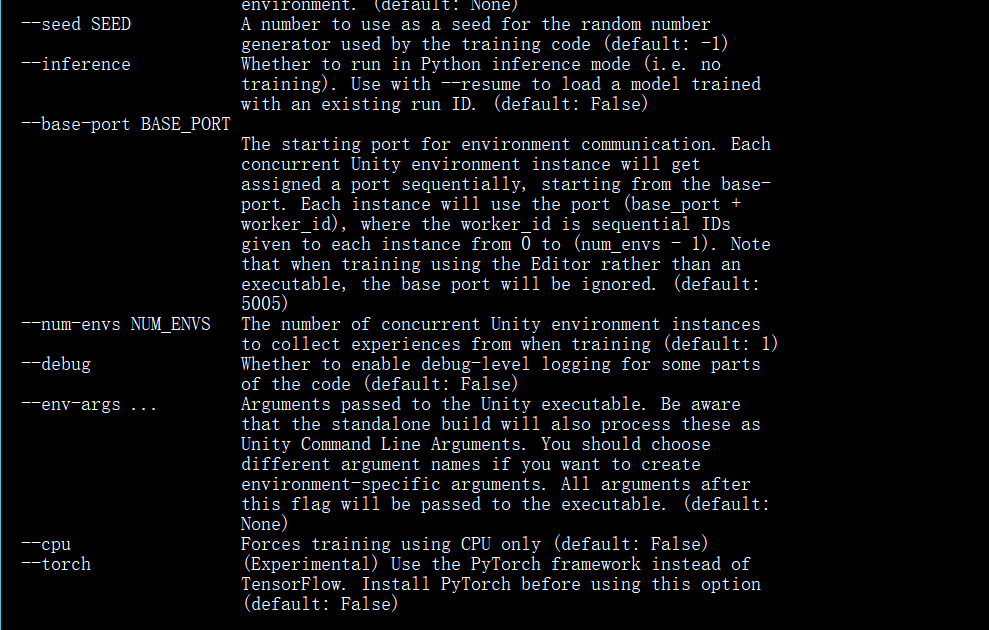 environment. (default: None)
--seed SEED A number to use as a seed for the random number
generator used by the training code (default: -1)
--inference Whether to run in Python inference mode (i.e. no
training). Use with --resume to load a model trained
with an existing run ID. (default: False)
--base-port BASE_PORT
The starting port for environment communication. Each
concurrent Unity environment instance will get
assigned a port sequentially, starting from the base-
port. Each instance will use the port (base_port +
worker_id), where the worker_id is sequential IDs
given to each instance from 0 to (num_envs - 1). Note
that when training using the Editor rather than an
executable, the base port will be ignored. (default:
5005)
--num-envs NUM_ENVS The number of concurrent Unity environment instances
to collect experiences from when training (default: 1)
--debug Whether to enable debug-level logging for some parts
of the code (default: False)
--env-args ... Arguments passed to the Unity executable. Be aware
that the standalone build will also process these as
Unity Command Line Arguments. You should choose
different argument names if you want to create
environment-specific arguments. All arguments after
this flag will be passed to the executable. (default:
None)
--cpu Forces training using CPU only (default: False)
--torch (Experimental) Use the PyTorch framework instead of
TensorFlow. Install PyTorch before using this option
(default: False)